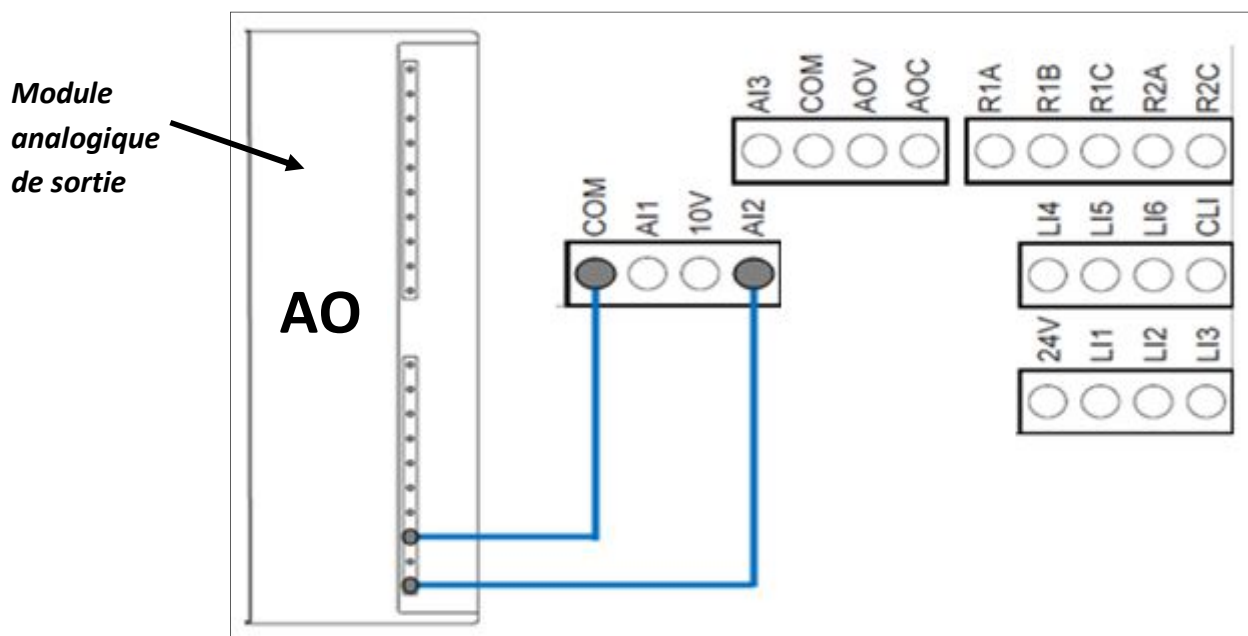 Module
analogique
de sortie
AO
COM AI1 10V AI2
AI3 COM AOV AOC
R1A R1B R1C R2A R2C
LI4 LI5 LI6 CLI
24V LI1 LI2 LI3